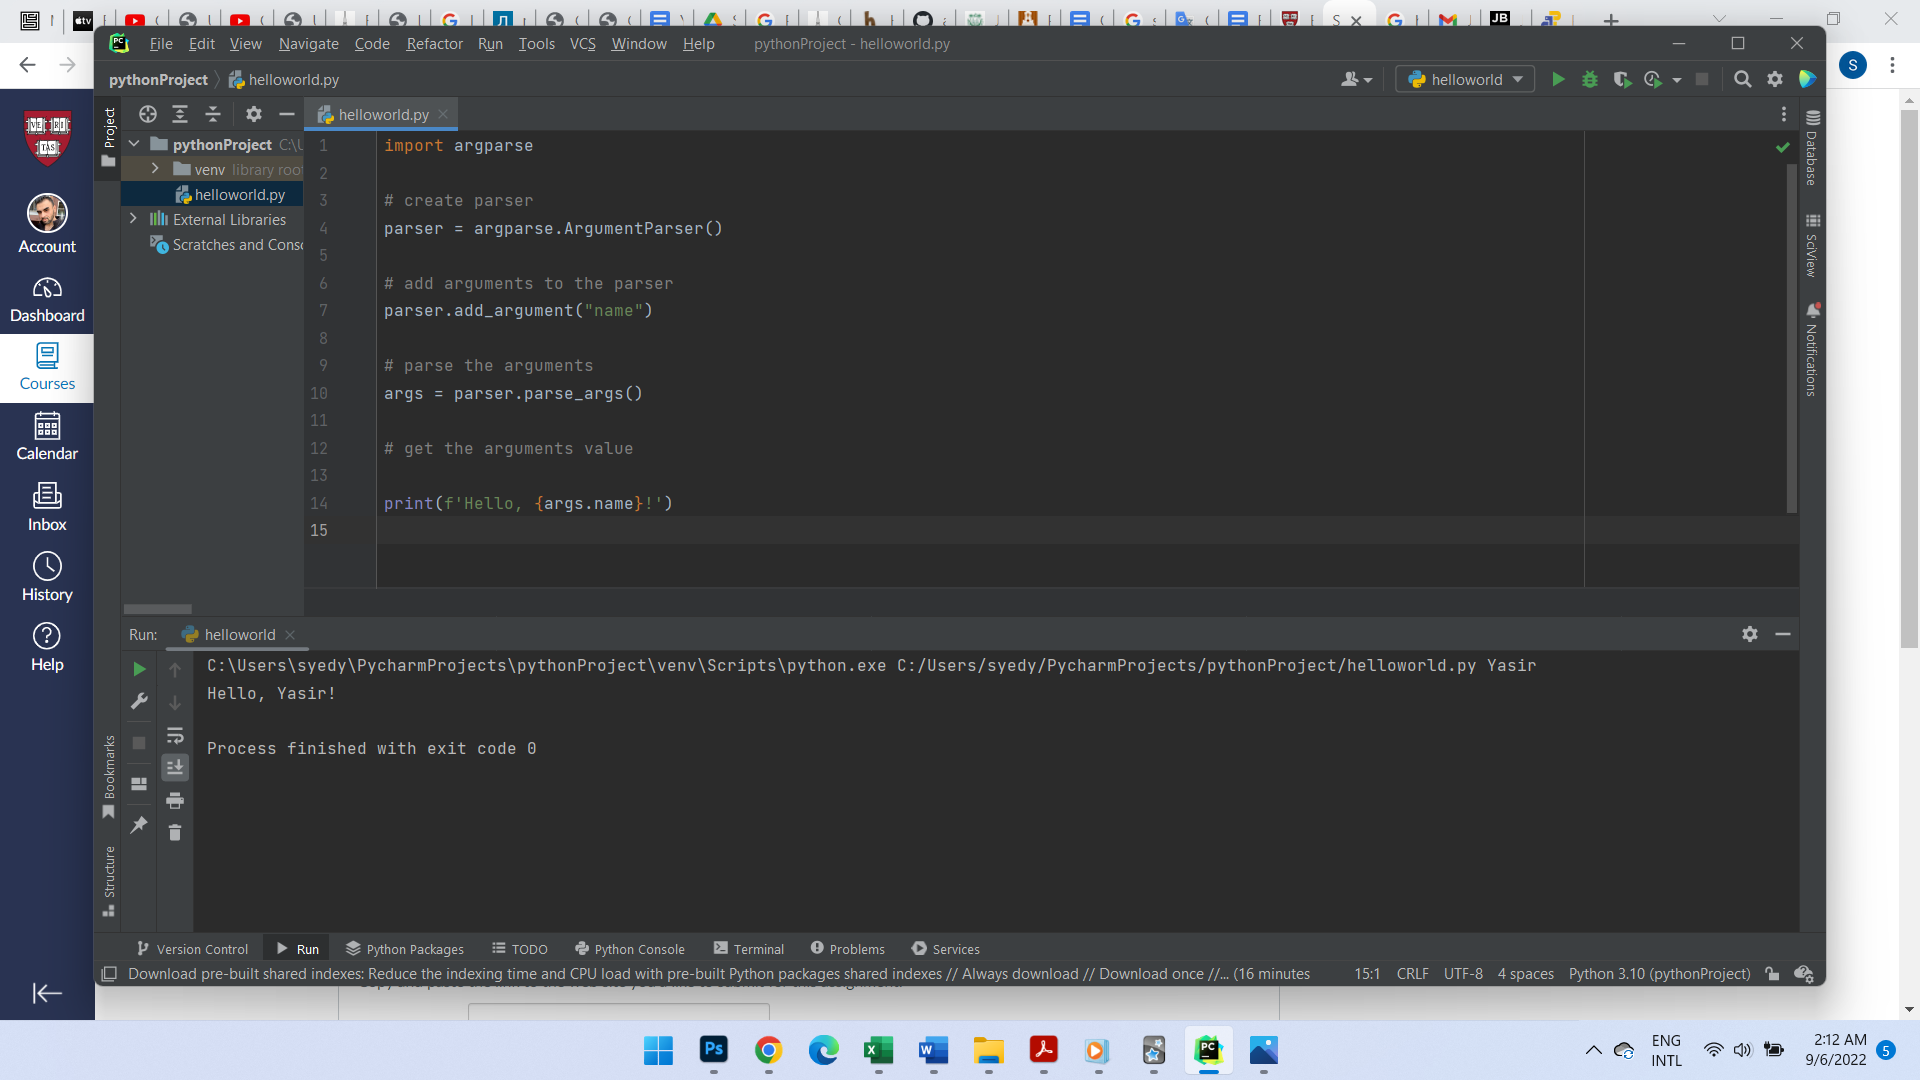 File Edit View Navigate Code Refactor Run Tools VCS Window Help pythonProject - helloworld.py
S
pythonProject helloworld.py
helloworld
VE RI
TAS
Account
Dashboard
Courses
Calendar
Inbox
History
Help
Project
pythonProject C:\U
venv library roo
helloworld.py
External Libraries
Scratches and Conso
helloworld.py
1 import argparse
2
3 # create parser
4 parser = argparse.ArgumentParser()
5
6 # add arguments to the parser
7 parser.add_argument("name")
8
9 # parse the arguments
10 args = parser.parse_args()
11
12 # get the arguments value
13
14 print(f'Hello, {args.name}!')
15
Database
SciView
Notifications
Run: helloworld
C:\Users\syedy\PycharmProjects\pythonProject\venv\Scripts\python.exe C:/Users/syedy/PycharmProjects/pythonProject/helloworld.py Yasir
Hello, Yasir!
Process finished with exit code 0
Bookmarks
Structure
Version Control Run Python Packages TODO Python Console Terminal Problems Services
Download pre-built shared indexes: Reduce the indexing time and CPU load with pre-built Python packages shared indexes // Always download // Download once //... (16 minutes 15:1 CRLF UTF-8 4 spaces Python 3.10 (pythonProject)
Ps
PC
ENG
INTL
2:12 AM
9/6/2022
5